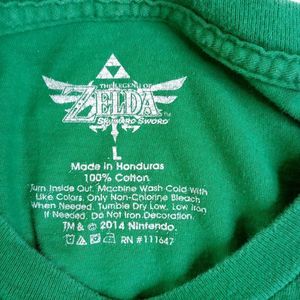 THE LEGEND OF
ZELDA™
SKYWARD SWORD
L
Made in Honduras
100% Cotton
Turn Inside Out. Machine Wash Cold With
Like Colors. Only Non-Chlorine Bleach
When Needed. Tumble Dry Low. Low Iron
If Needed. Do Not Iron Decoration.
™ © 2014 Nintendo.
RN #111647